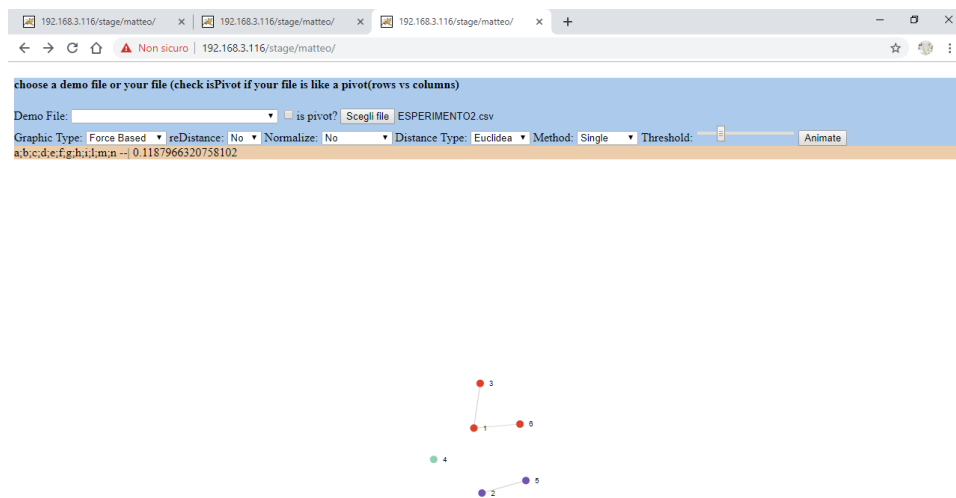 192.168.3.116/stage/matteo/ 192.168.3.116/stage/matteo/ 192.168.3.116/stage/matteo/
Non sicuro | 192.168.3.116/stage/matteo/
choose a demo file or your file (check isPivot if your file is like a pivot(rows vs columns)
Demo File: is pivot? Scegli file ESPERIMENTO2.csv
Graphic Type: Force Based reDistance: No Normalize: No Distance Type: Euclidea Method: Single Threshold: Animate
a;b;c;d;e;f;g;h;i;l;m;n --| 0.1187966320758102
3
1 6
4
5
2